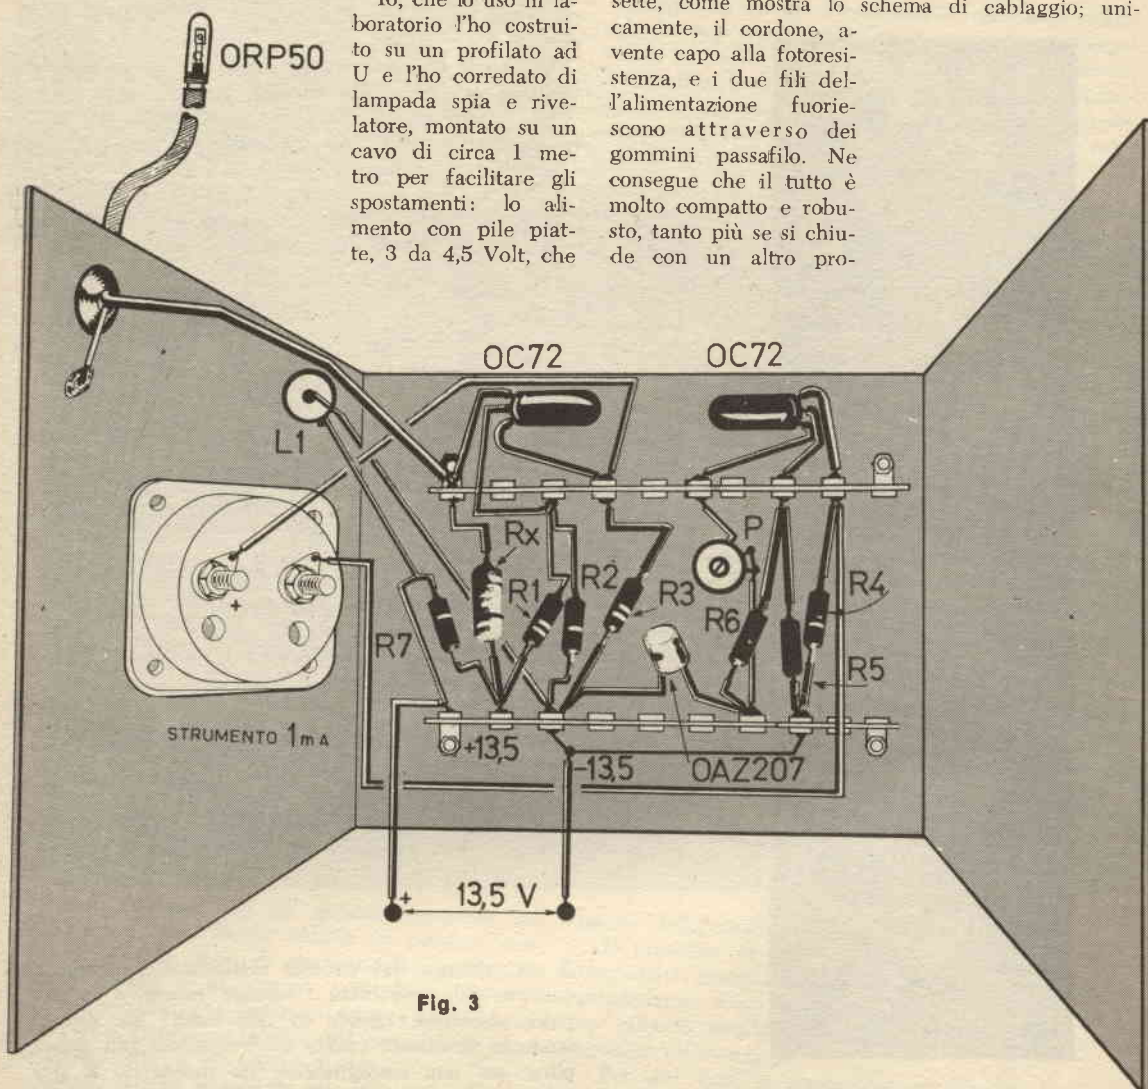 Io, che lo uso in la-
boratorio l'ho costrui-
to su un profilato ad
U e l'ho corredato di
lampada spia e rive-
latore, montato su un
cavo di circa 1 me-
tro per facilitare gli
spostamenti: lo ali-
mento con pile piat-
te, 3 da 4,5 Volt, che
sette, come mostra lo schema di cablaggio; uni-
camente, il cordone, a-
vente capo alla fotoresi-
stenza, e i due fili del-
l'alimentazione fuorie-
scono attraverso dei
gommini passafilo. Ne
consegue che il tutto è
molto compatto e robu-
sto, tanto più se si chiu-
de con un altro pro-
ORP50
OC72
OC72
L1
Rx
R1
R2
R3
P
R4
R6
R7
R5
+
STRUMENTO 1mA
+13,5
-13,5
OAZ207
+ 13,5 V
Fig. 3